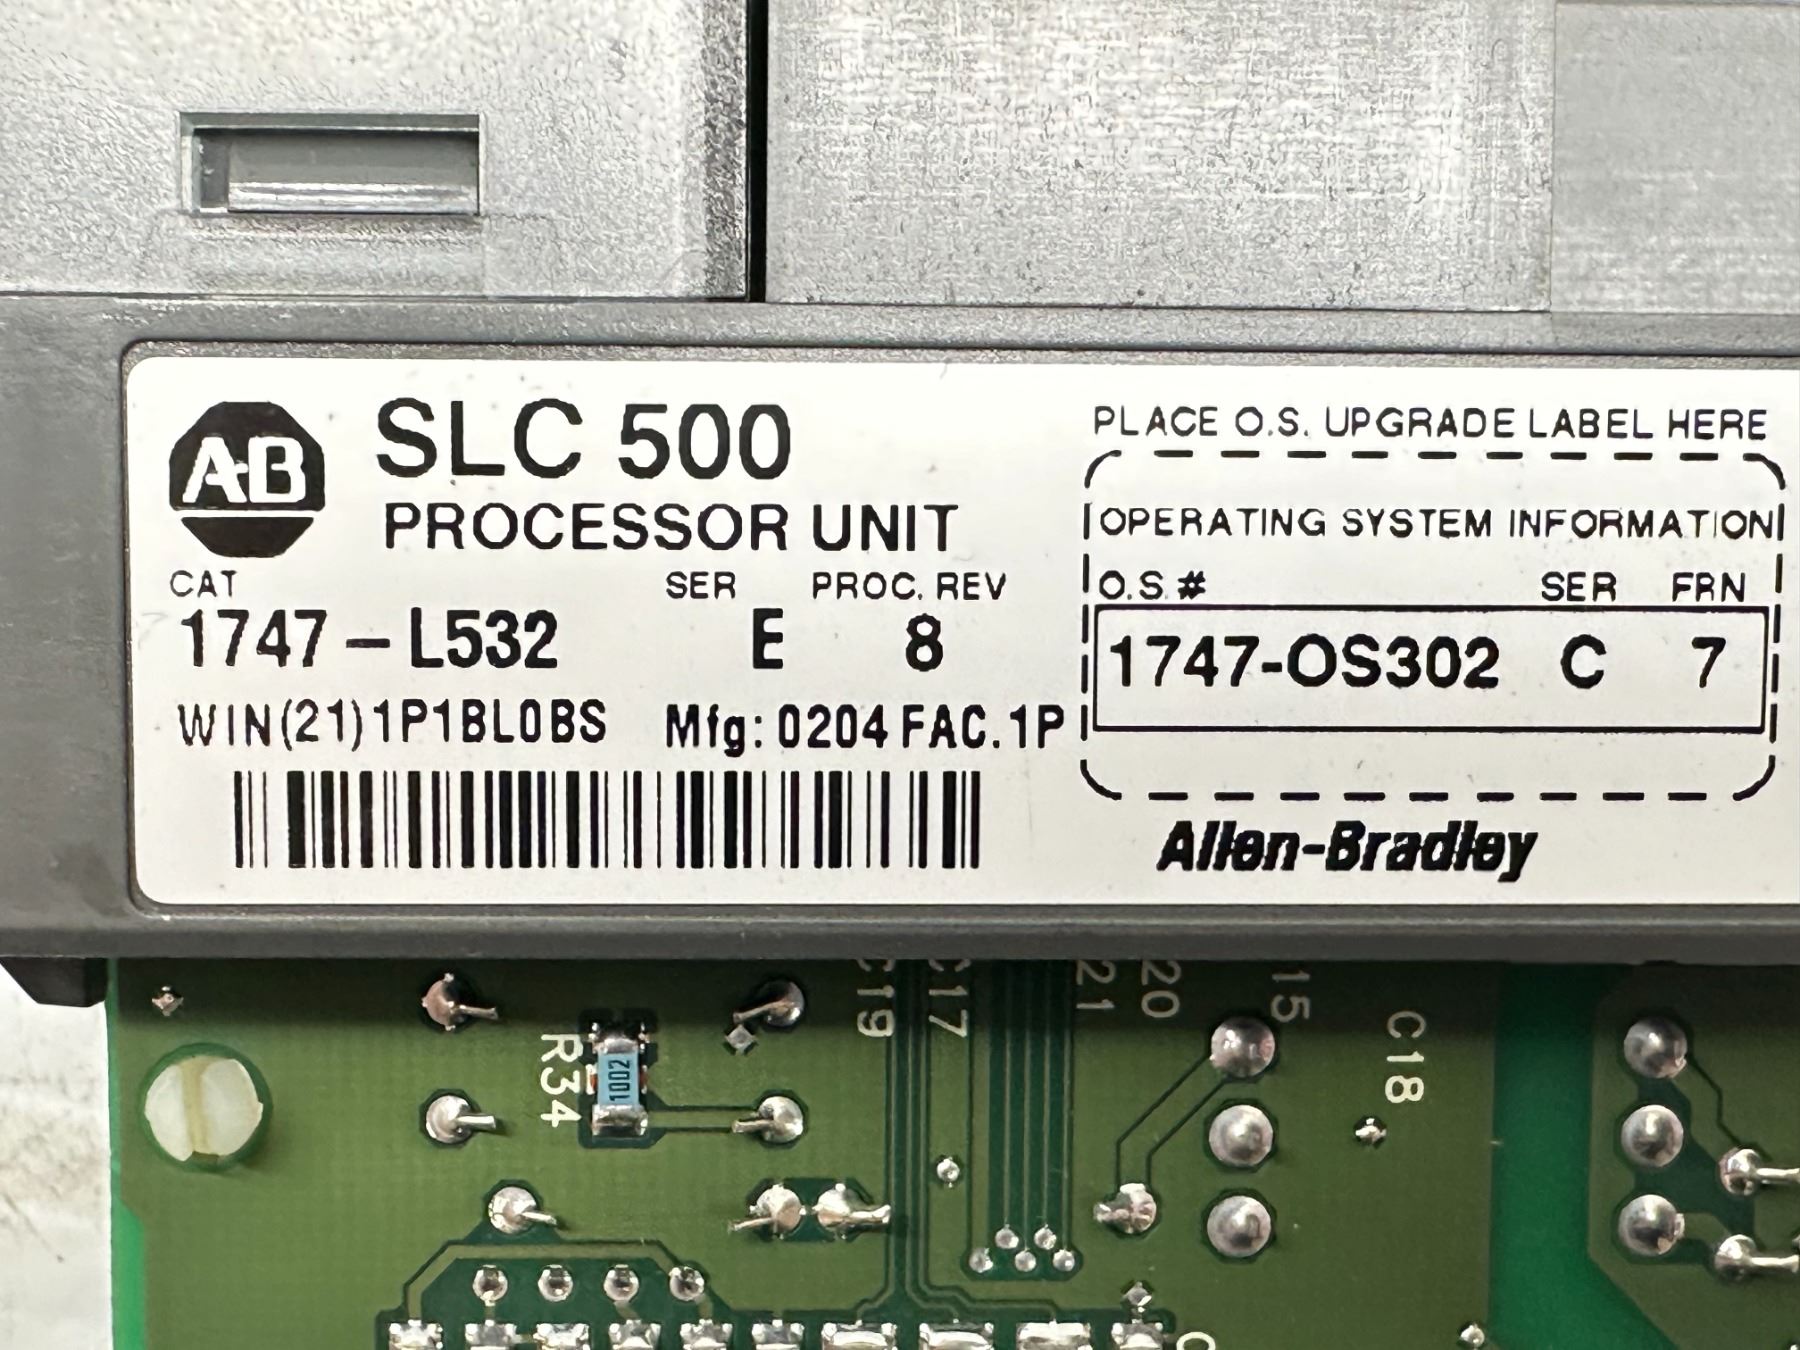 AB
SLC 500
PROCESSOR UNIT
CAT
SER
PROC. REV
1747-L532
E
8
WIN(21)1P1BL0BS
Mfg: 0204 FAC. 1P
PLACE O.S. UPGRADE LABEL HERE
OPERATING SYSTEM INFORMATION
O.S. #
SER
FRN
1747-OS302
C
7
Allen-Bradley
R34
1002
C19
C17
21
20
15
C18